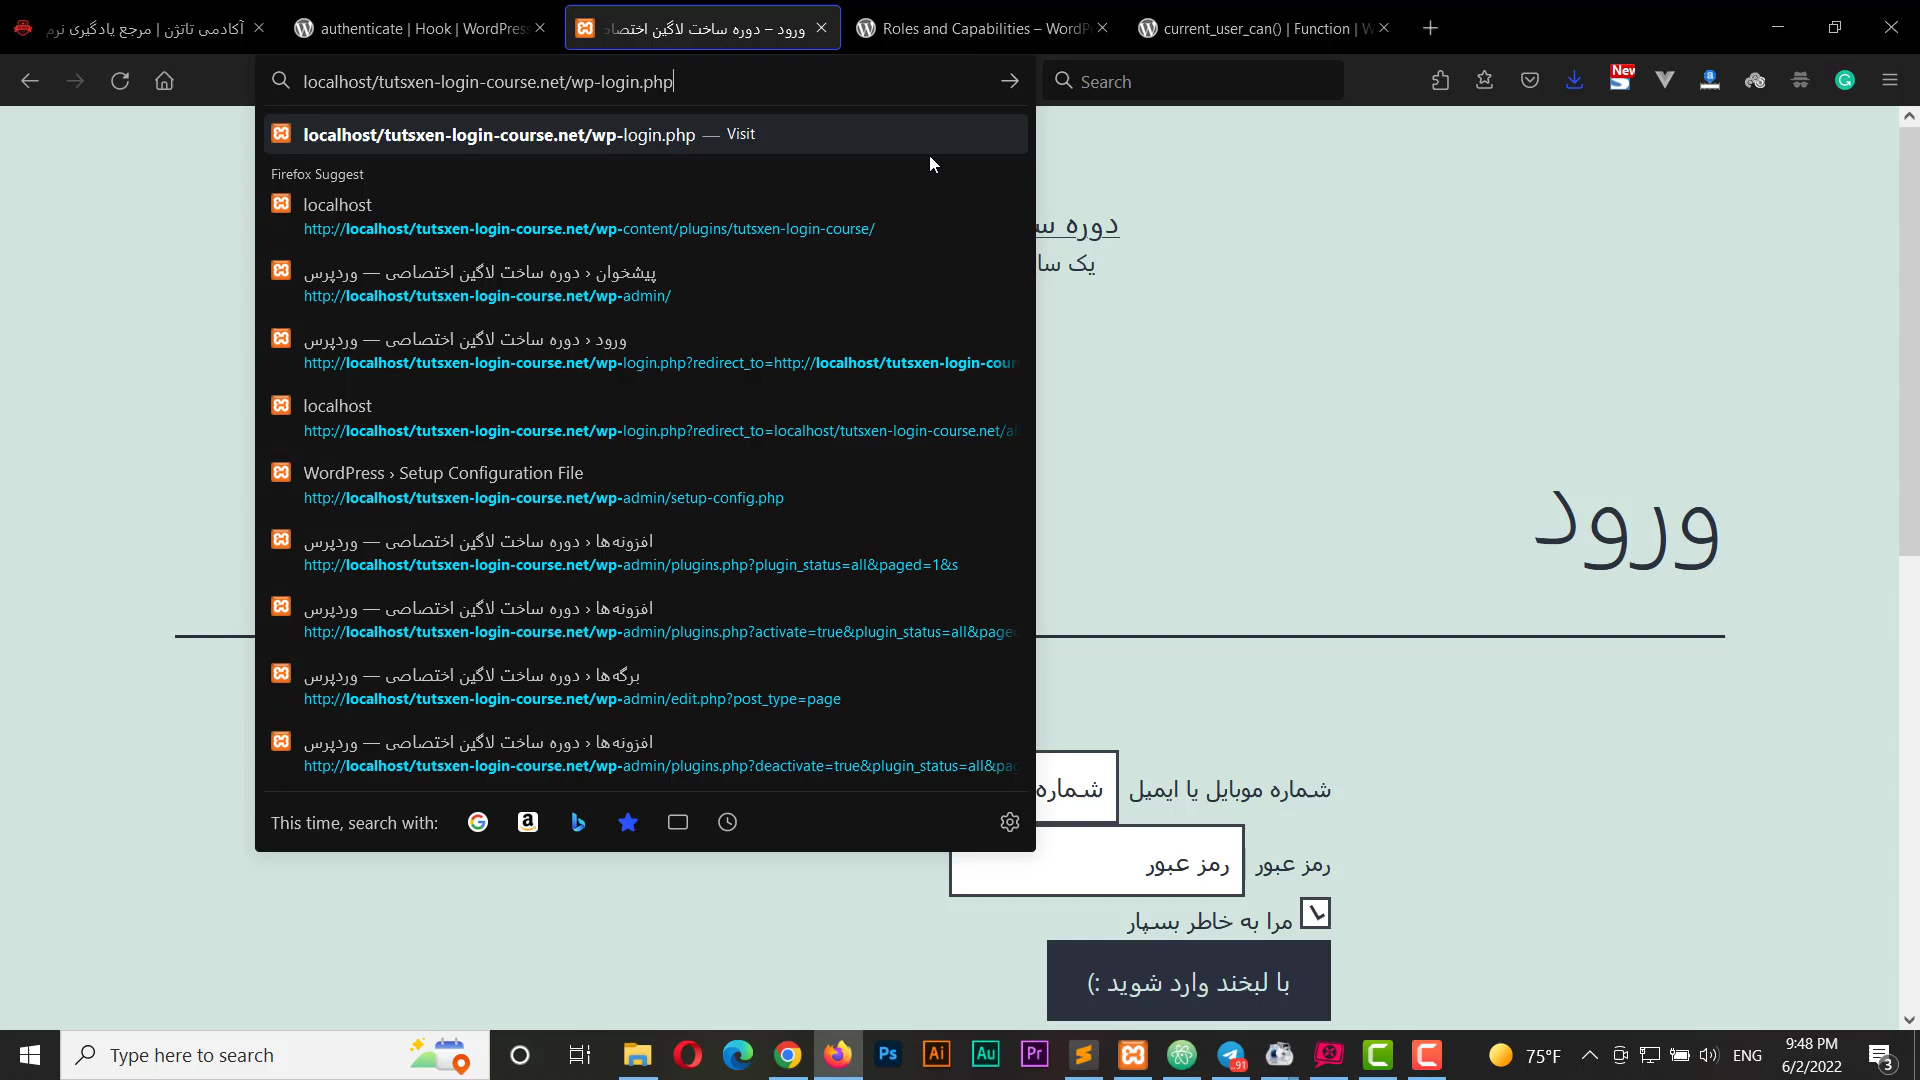 آکادمی تاتژن | مرجع یادگیری نرم
authenticate | Hook | WordPress
ورود – دوره ساخت لاگین اختصا
Roles and Capabilities – WordP
current_user_can() | Function | W
localhost/tutsxen-login-course.net/wp-login.php
Search
New
localhost/tutsxen-login-course.net/wp-login.php — Visit
Firefox Suggest
localhost
http://localhost/tutsxen-login-course.net/wp-content/plugins/tutsxen-login-course/
پیشخوان ‹ دوره ساخت لاگین اختصاصی — وردپرس
http://localhost/tutsxen-login-course.net/wp-admin/
ورود ‹ دوره ساخت لاگین اختصاصی — وردپرس
http://localhost/tutsxen-login-course.net/wp-login.php?redirect_to=http://localhost/tutsxen-login-cour
localhost
http://localhost/tutsxen-login-course.net/wp-login.php?redirect_to=localhost/tutsxen-login-course.net/a
WordPress › Setup Configuration File
http://localhost/tutsxen-login-course.net/wp-admin/setup-config.php
افزونه‌ها ‹ دوره ساخت لاگین اختصاصی — وردپرس
http://localhost/tutsxen-login-course.net/wp-admin/plugins.php?plugin_status=all&paged=1&s
افزونه‌ها ‹ دوره ساخت لاگین اختصاصی — وردپرس
http://localhost/tutsxen-login-course.net/wp-admin/plugins.php?activate=true&plugin_status=all&page
برگه‌ها ‹ دوره ساخت لاگین اختصاصی — وردپرس
http://localhost/tutsxen-login-course.net/wp-admin/edit.php?post_type=page
افزونه‌ها ‹ دوره ساخت لاگین اختصاصی — وردپرس
http://localhost/tutsxen-login-course.net/wp-admin/plugins.php?deactivate=true&plugin_status=all&pag
This time, search with:
دوره س
یک سا
ورود
شماره موبایل یا ایمیل
شماره
رمز عبور
رمز عبور
مرا به خاطر بسپار
با لبخند وارد شوید :)
Type here to search
Ps
Ai
Au
Pr
91
75°F
ENG
9:48 PM
6/2/2022
3